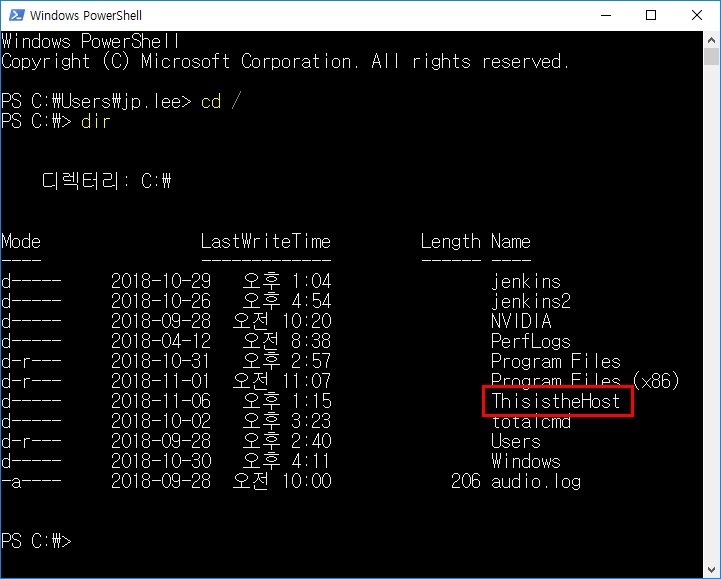 Windows PowerShell
Windows PowerShell
Copyright (C) Microsoft Corporation. All rights reserved.
PS C:₩Users₩jp.lee> cd /
PS C:₩> dir
디렉터리: C:₩
Mode LastWriteTime Length Name
---- ------------- ------ ----
d----- 2018-10-29 오후 1:04 jenkins
d----- 2018-10-26 오후 4:54 jenkins2
d----- 2018-09-28 오전 10:20 NVIDIA
d----- 2018-04-12 오전 8:38 PerfLogs
d-r--- 2018-10-31 오후 2:57 Program Files
d-r--- 2018-11-01 오전 11:07 Program Files (x86)
d----- 2018-11-06 오후 1:15 ThisistheHost
d----- 2018-10-02 오후 3:23 totalcmd
d-r--- 2018-09-28 오후 2:40 Users
d----- 2018-10-30 오후 4:11 Windows
-a---- 2018-09-28 오전 10:00 206 audio.log
PS C:₩>